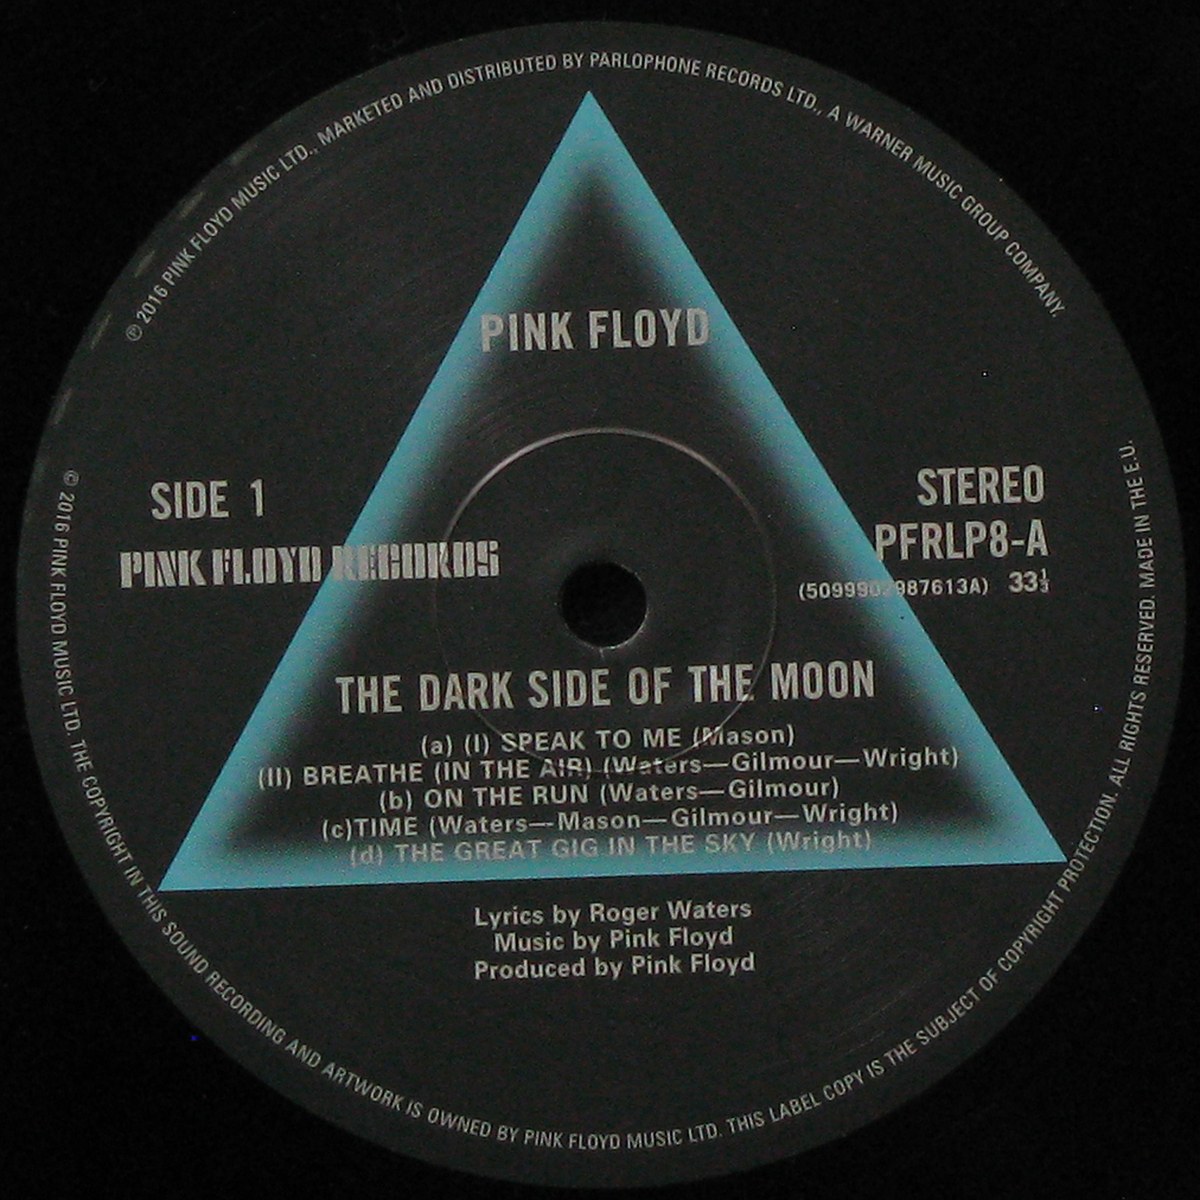 ℗ 2016 PINK FLOYD MUSIC LTD., MARKETED AND DISTRIBUTED BY PARLOPHONE RECORDS LTD., A WARNER MUSIC GROUP COMPANY.
PINK FLOYD
SIDE 1
PINK FLOYD RECORDS
STEREO
PFRLP8-A
(5099902987613A) 33⅓
THE DARK SIDE OF THE MOON
(a) (I) SPEAK TO ME (Mason)
(II) BREATHE (IN THE AIR) (Waters—Gilmour—Wright)
(b) ON THE RUN (Waters—Gilmour)
(c)TIME (Waters—Mason—Gilmour—Wright)
(d) THE GREAT GIG IN THE SKY (Wright)
Lyrics by Roger Waters
Music by Pink Floyd
Produced by Pink Floyd
© 2016 PINK FLOYD MUSIC LTD. THE COPYRIGHT IN THIS SOUND RECORDING AND ARTWORK IS OWNED BY PINK FLOYD MUSIC LTD. THIS LABEL COPY IS THE SUBJECT OF COPYRIGHT PROTECTION. ALL RIGHTS RESERVED. MADE IN THE E.U.